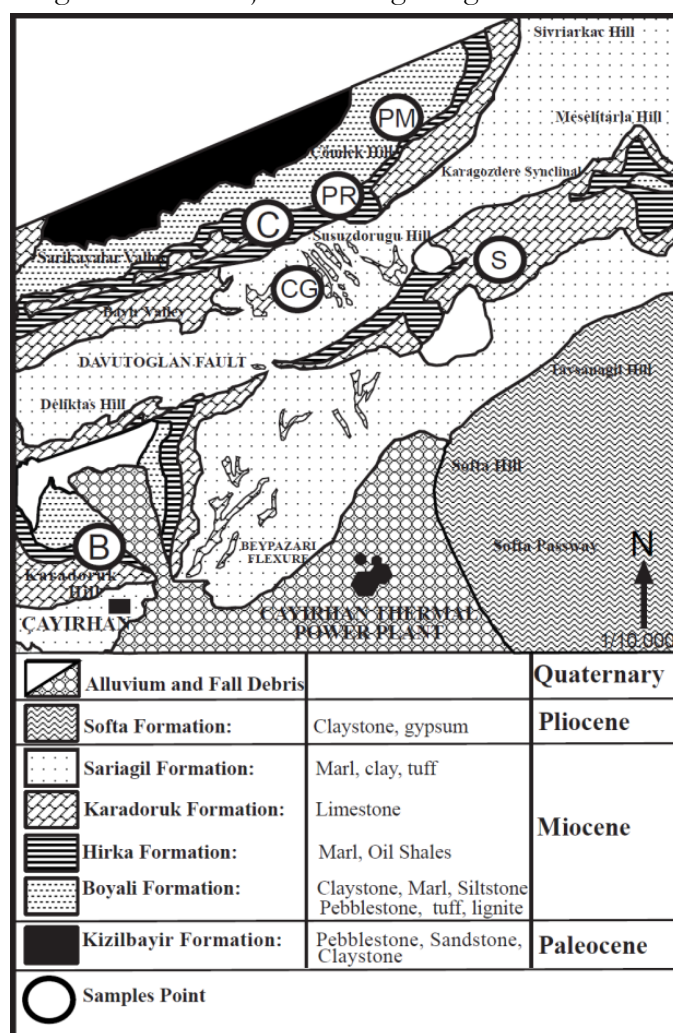 Sivriarkac Hill
PM
Meselitarla Hill
Çomlek Hill
Karagozdere Synclinal
PR
C
Susuzdorugu Hill
Sarikayalar Valley
S
CG
Valley
DAVUTOGLAN FAULT
Tavsanagil Hill
Deliktas Hill
Softa Hill
B
BEYPAZARI
FLEXURE
Softa Passway
N
Karadoruk
Hill
ÇAYIRHAN
ÇAYIRHAN THERMAL
POWER PLANT
1/10.000
Alluvium and Fall Debris Quaternary
Softa Formation: Claystone, gypsum Pliocene
Sariagil Formation: Marl, clay, tuff
Karadoruk Formation: Limestone
Miocene
Hirka Formation: Marl, Oil Shales
Boyali Formation: Claystone, Marl, Siltstone
Pebblestone, tuff, lignite
Kizilbayir Formation: Pebblestone, Sandstone, Paleocene
Claystone
Samples Point